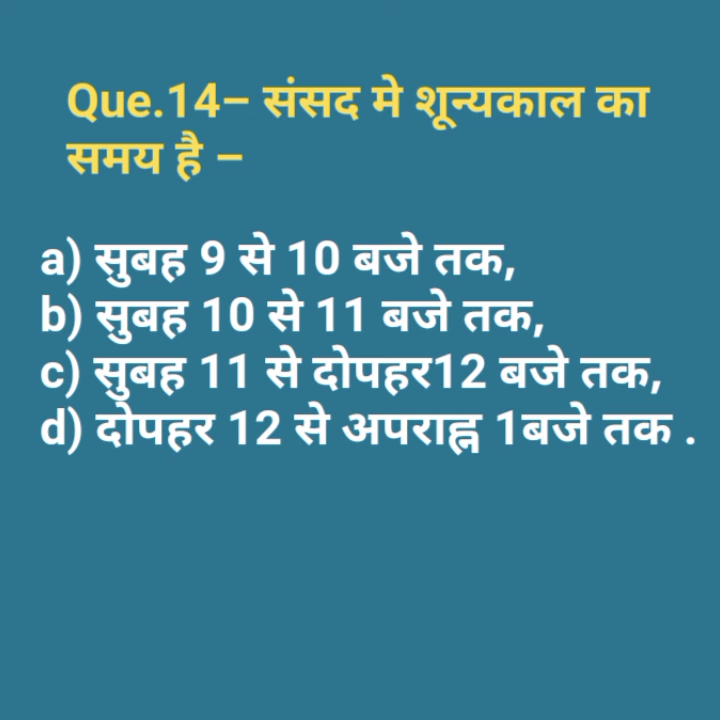 Que.14– संसद मे शून्यकाल का
समय है –
a) सुबह 9 से 10 बजे तक,
b) सुबह 10 से 11 बजे तक,
c) सुबह 11 से दोपहर12 बजे तक,
d) दोपहर 12 से अपराह्न 1बजे तक .